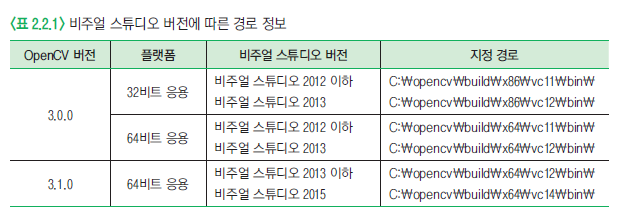 <표 2.2.1> 비주얼 스튜디오 버전에 따른 경로 정보
OpenCV 버전 플랫폼 비주얼 스튜디오 버전 지정 경로
3.0.0 32비트 응용 비주얼 스튜디오 2012 이하 C:₩opencv₩build₩x86₩vc11₩bin₩
비주얼 스튜디오 2013 C:₩opencv₩build₩x86₩vc12₩bin₩
64비트 응용 비주얼 스튜디오 2012 이하 C:₩opencv₩build₩x64₩vc11₩bin₩
비주얼 스튜디오 2013 C:₩opencv₩build₩x64₩vc12₩bin₩
3.1.0 64비트 응용 비주얼 스튜디오 2013 이하 C:₩opencv₩build₩x64₩vc12₩bin₩
비주얼 스튜디오 2015 C:₩opencv₩build₩x64₩vc14₩bin₩